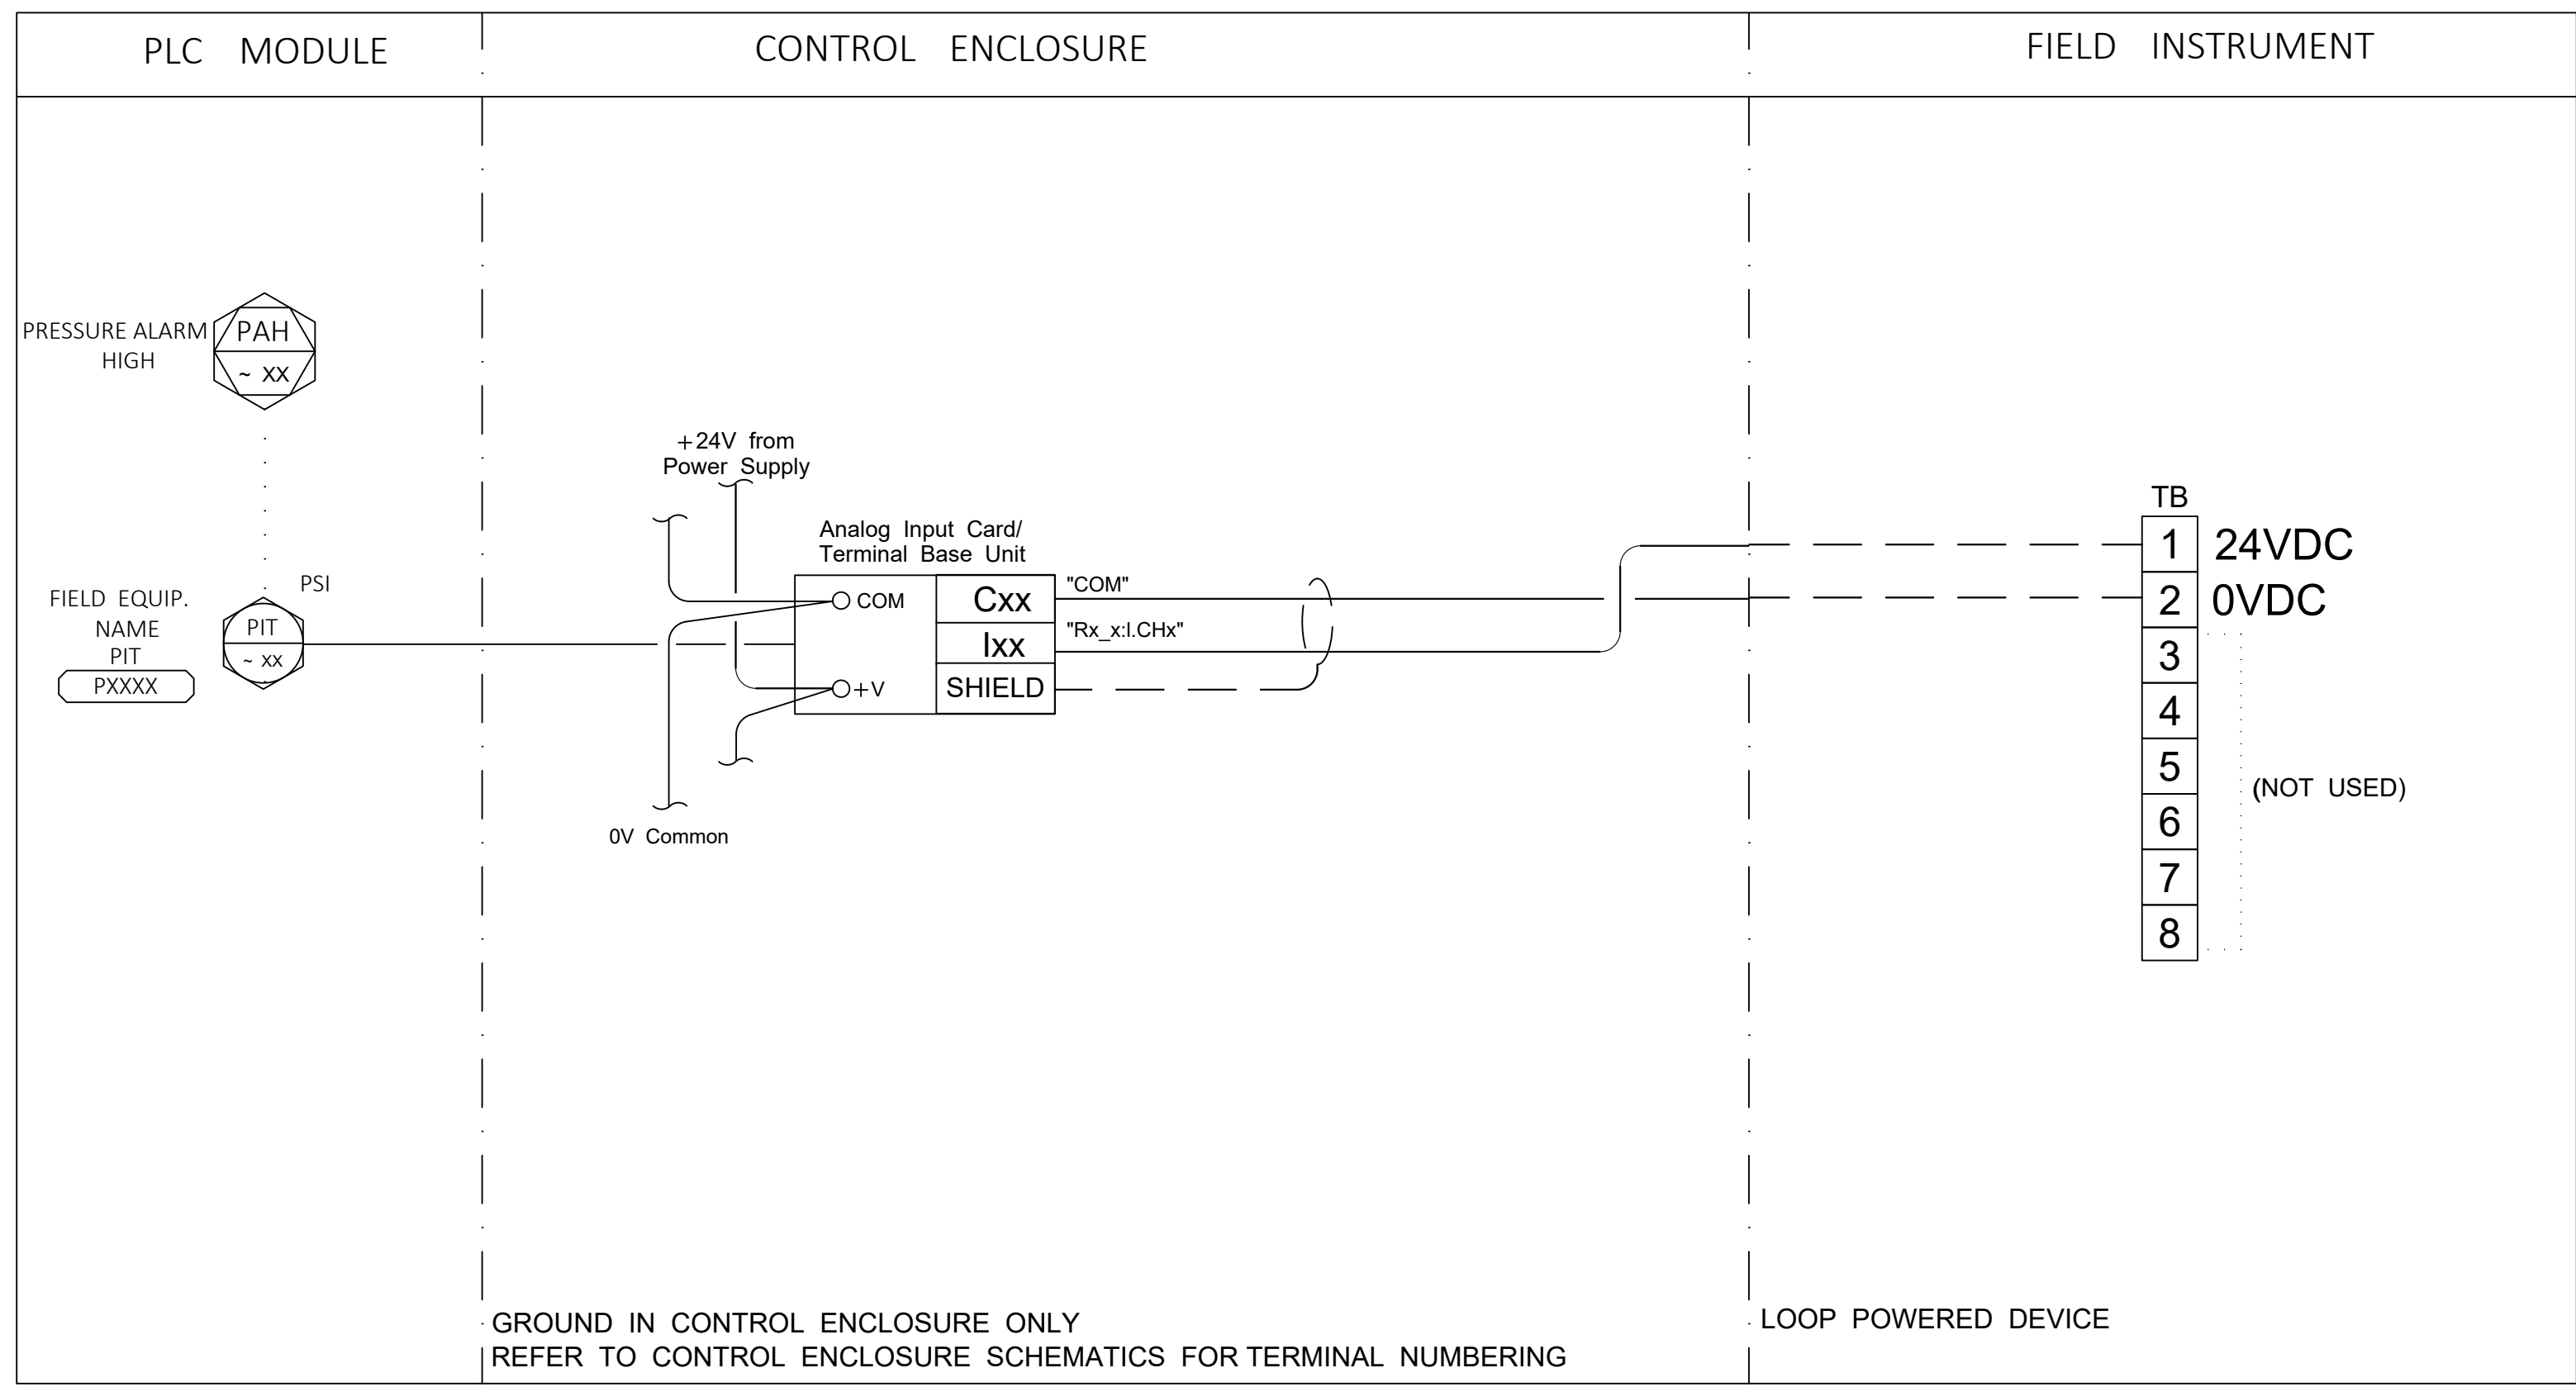 PLC MODULE
CONTROL ENCLOSURE
FIELD INSTRUMENT
PRESSURE ALARM
HIGH
PAH
~ XX
PSI
FIELD EQUIP.
NAME
PIT
PXXXX
PIT
~ XX
+24V from
Power Supply
Analog Input Card/
Terminal Base Unit
COM
+V
Cxx
Ixx
SHIELD
"COM"
"Rx_x:I.CHx"
0V Common
TB
1 24VDC
2 0VDC
3
4
5
6
7
8
(NOT USED)
GROUND IN CONTROL ENCLOSURE ONLY
REFER TO CONTROL ENCLOSURE SCHEMATICS FOR TERMINAL NUMBERING
LOOP POWERED DEVICE